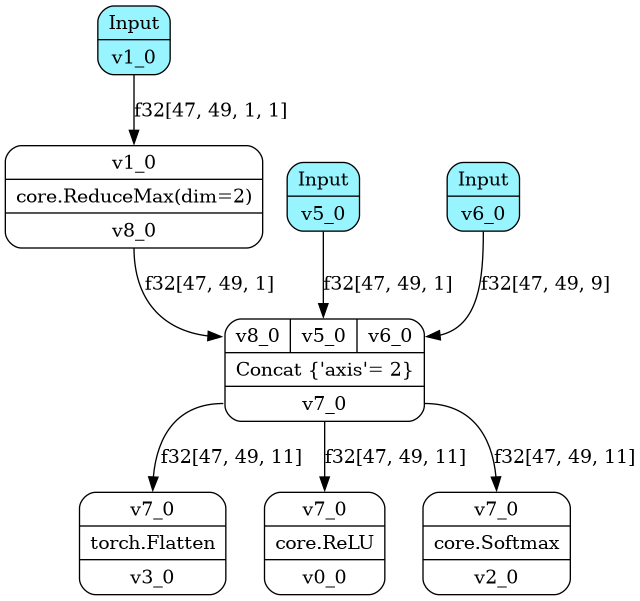 Input
v1_0
f32[47, 49, 1, 1]
v1_0
core.ReduceMax(dim=2)
v8_0
Input
v5_0
Input
v6_0
f32[47, 49, 1]
f32[47, 49, 1]
f32[47, 49, 9]
v8_0 v5_0 v6_0
Concat {'axis'= 2}
v7_0
f32[47, 49, 11]
f32[47, 49, 11]
f32[47, 49, 11]
v7_0
torch.Flatten
v3_0
v7_0
core.ReLU
v0_0
v7_0
core.Softmax
v2_0